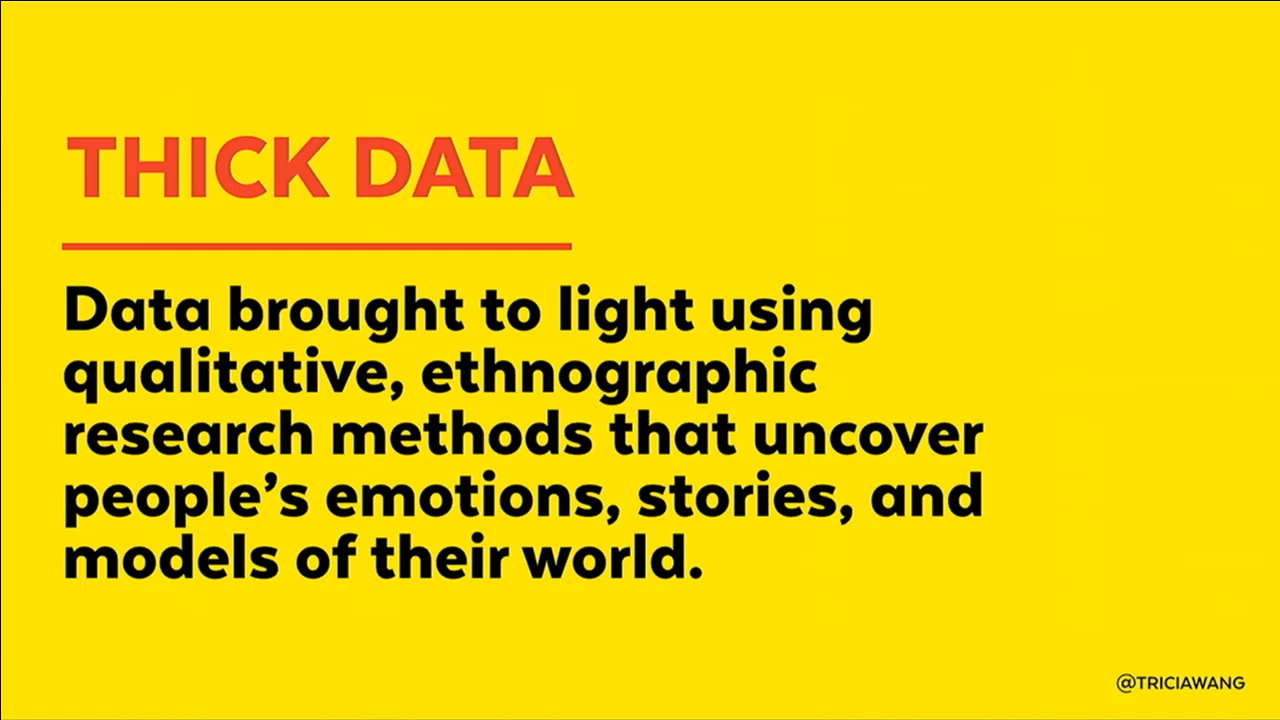 THICK DATA
Data brought to light using
qualitative, ethnographic
research methods that uncover
people’s emotions, stories, and
models of their world.
@TRICIAWANG